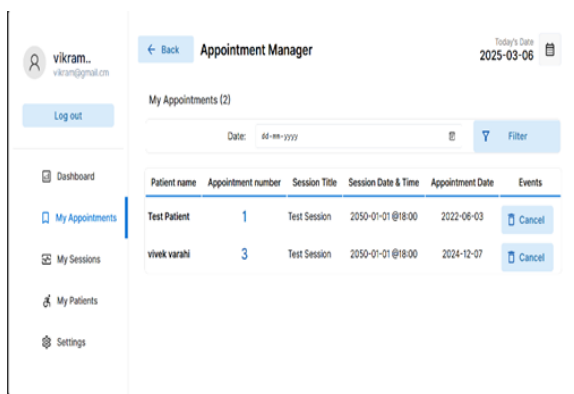 vikram..
vikram@gmail.cm
Log out
Dashboard
My Appointments
My Sessions
My Patients
Settings
← Back
Appointment Manager
Today's Date
2025-03-06
My Appointments (2)
Date: dd-mm-yyyy Filter
Patient name Appointment number Session Title Session Date & Time Appointment Date Events
Test Patient 1 Test Session 2050-01-01 @18:00 2022-06-03 Cancel
vivek varahi 3 Test Session 2050-01-01 @18:00 2024-12-07 Cancel